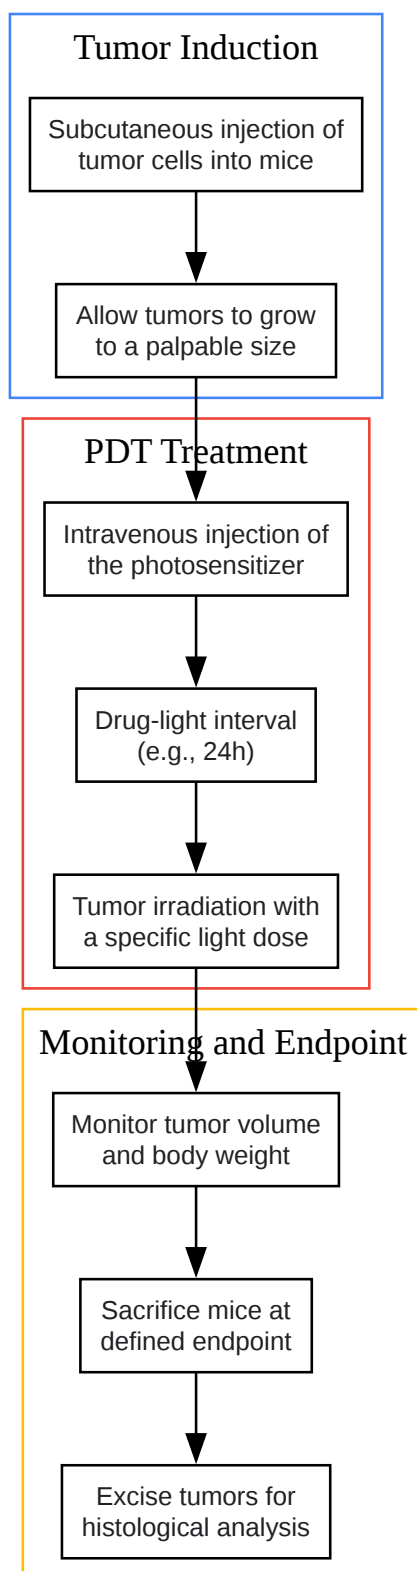 Tumor Induction
Subcutaneous injection of
tumor cells into mice
Allow tumors to grow
to a palpable size
PDT Treatment
Intravenous injection of
the photosensitizer
Drug-light interval
(e.g., 24h)
Tumor irradiation with
a specific light dose
Monitoring and Endpoint
Monitor tumor volume
and body weight
Sacrifice mice at
defined endpoint
Excise tumors for
histological analysis